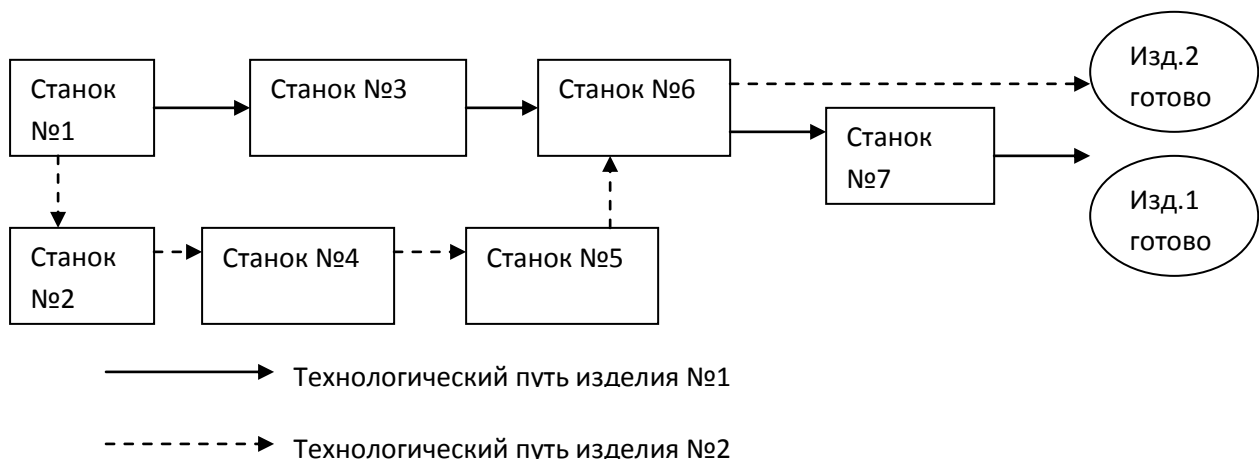 Станок
№1
Станок №3
Станок №6
Изд.2
готово
Станок
№7
Изд.1
готово
Станок
№2
Станок №4
Станок №5
Технологический путь изделия №1
Технологический путь изделия №2